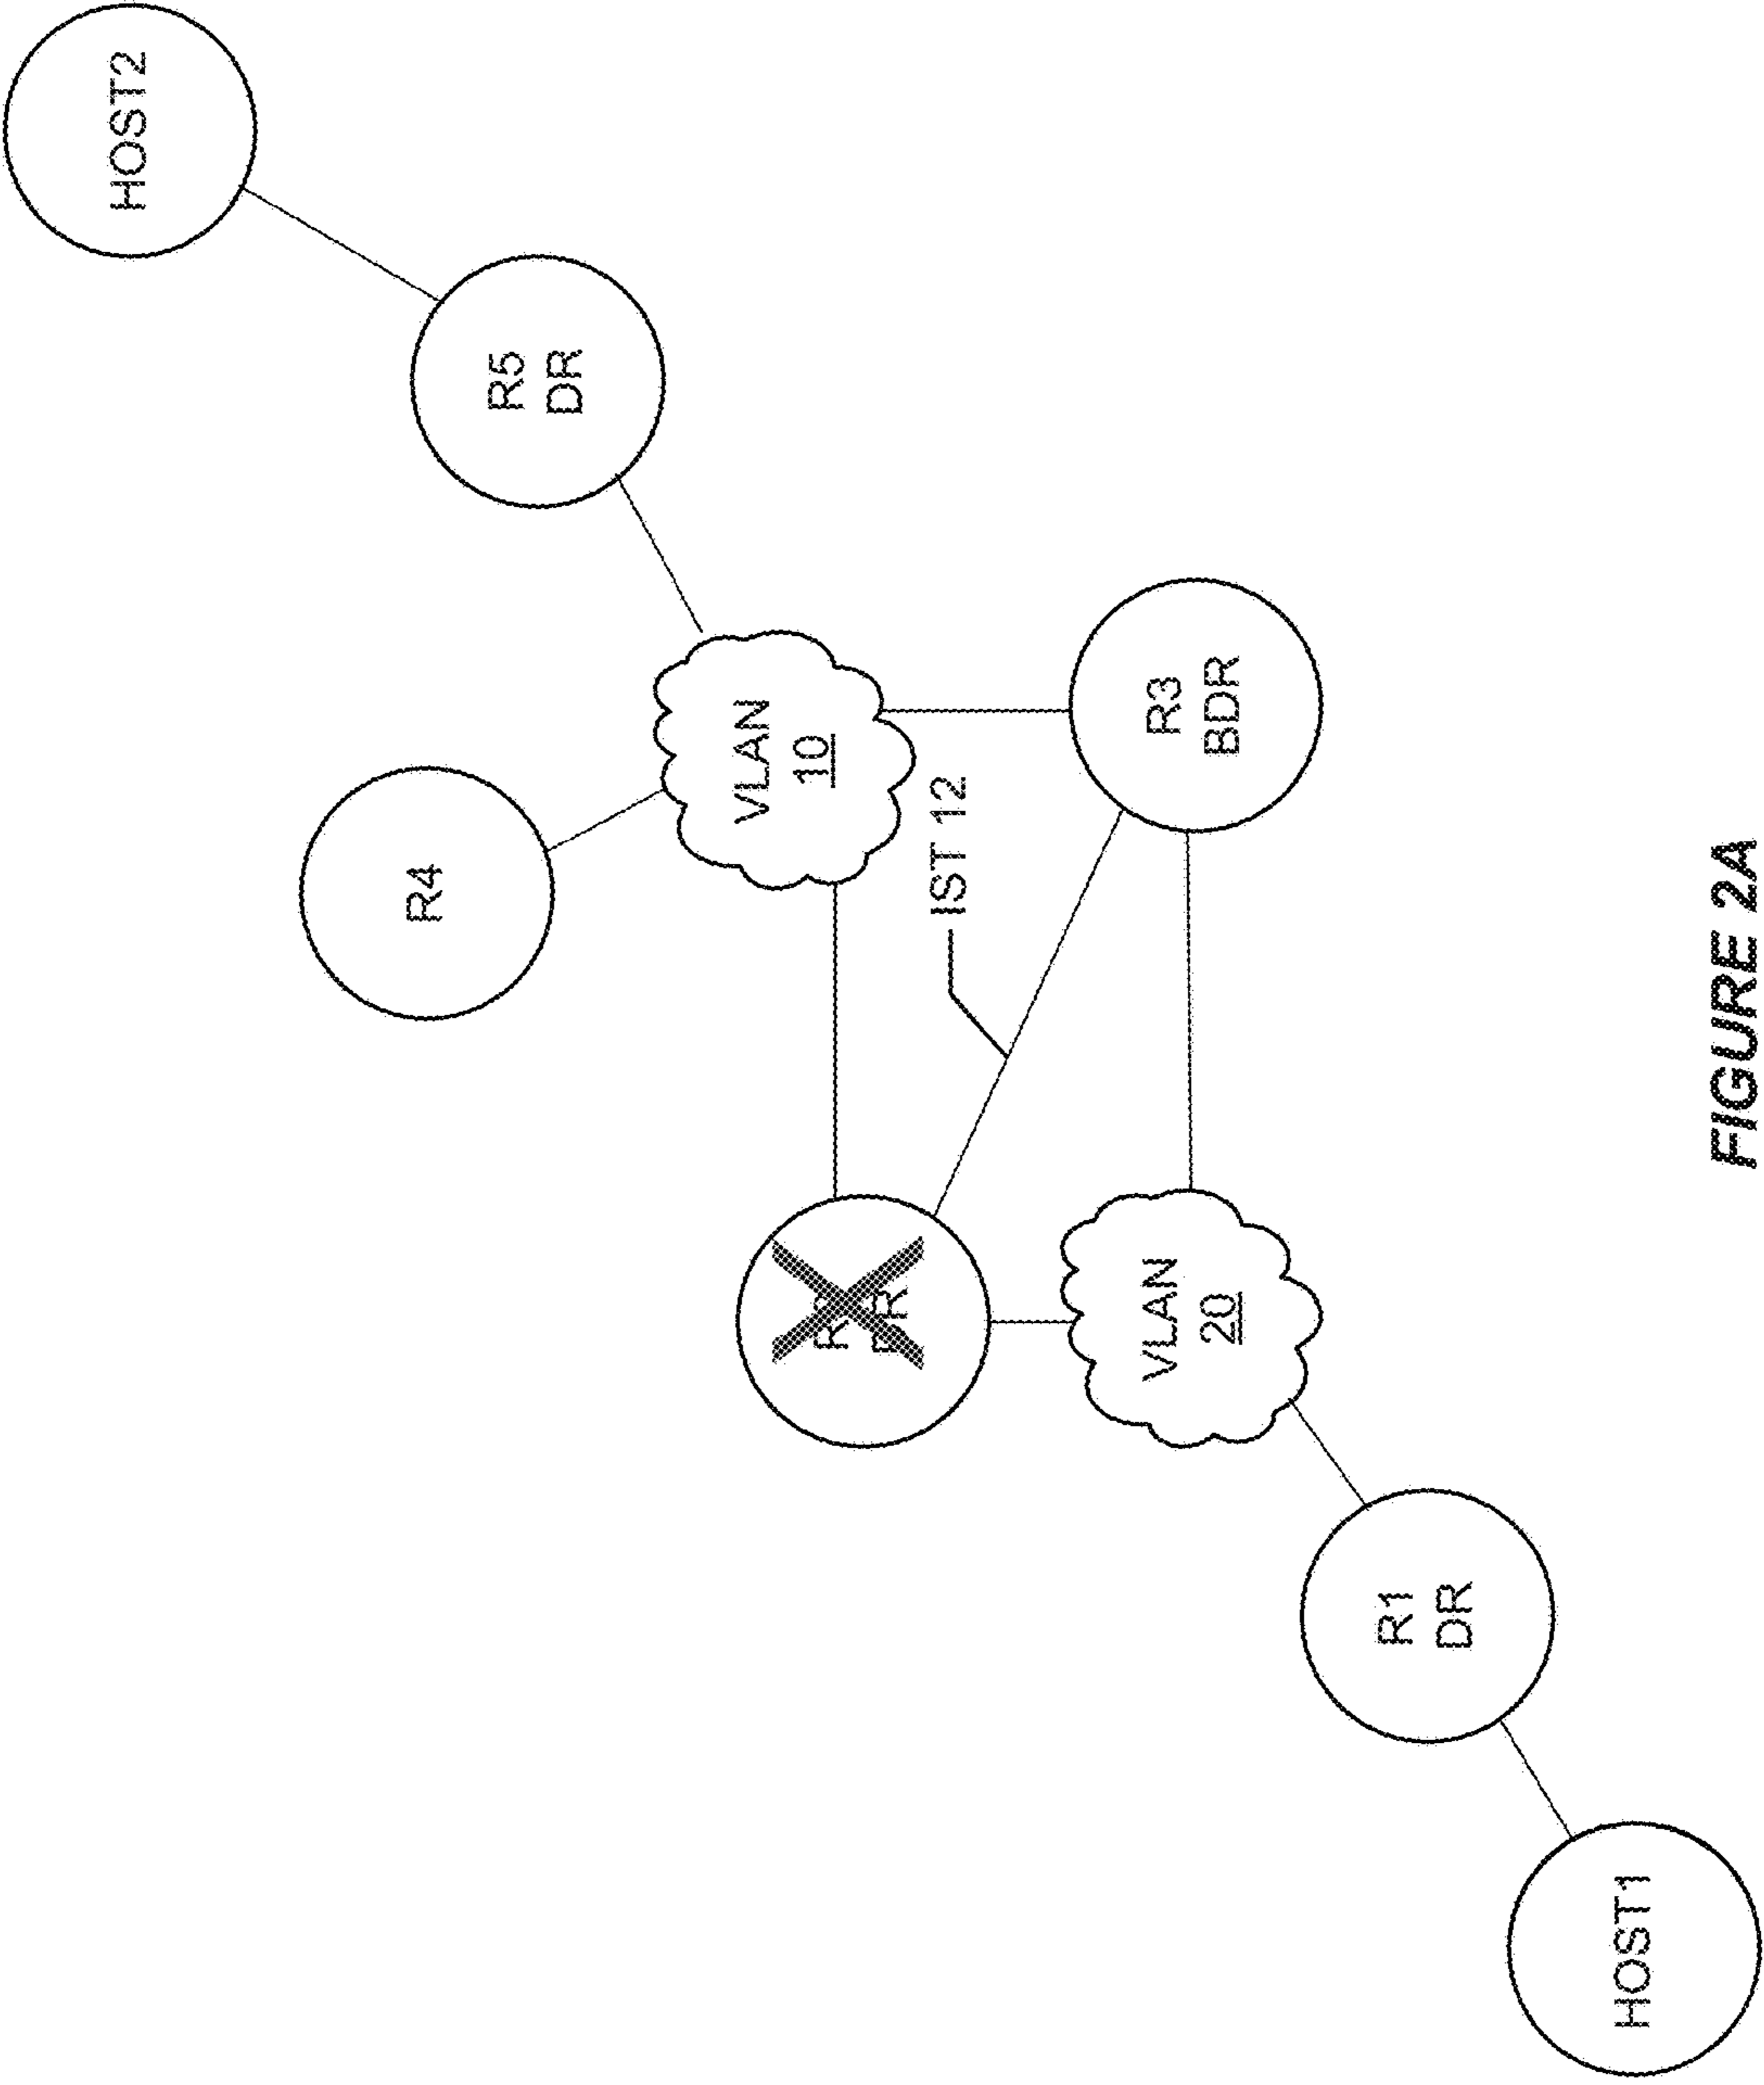 HOST2
R5
DR
R4
VLAN
10
IST 12
R3
BDR
VLAN
20
R1
DR
HOST1
FIGURE 2A